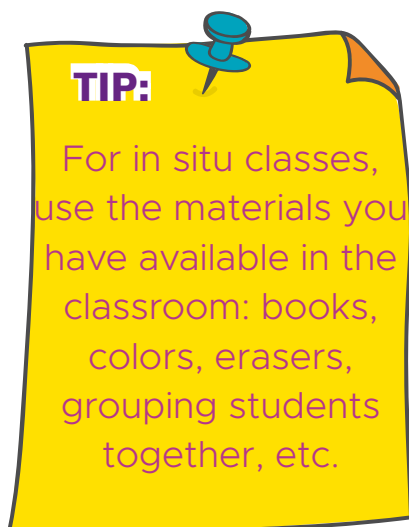 TIP:
For in situ classes,
use the materials you
have available in the
classroom: books,
colors, erasers,
grouping students
together, etc.